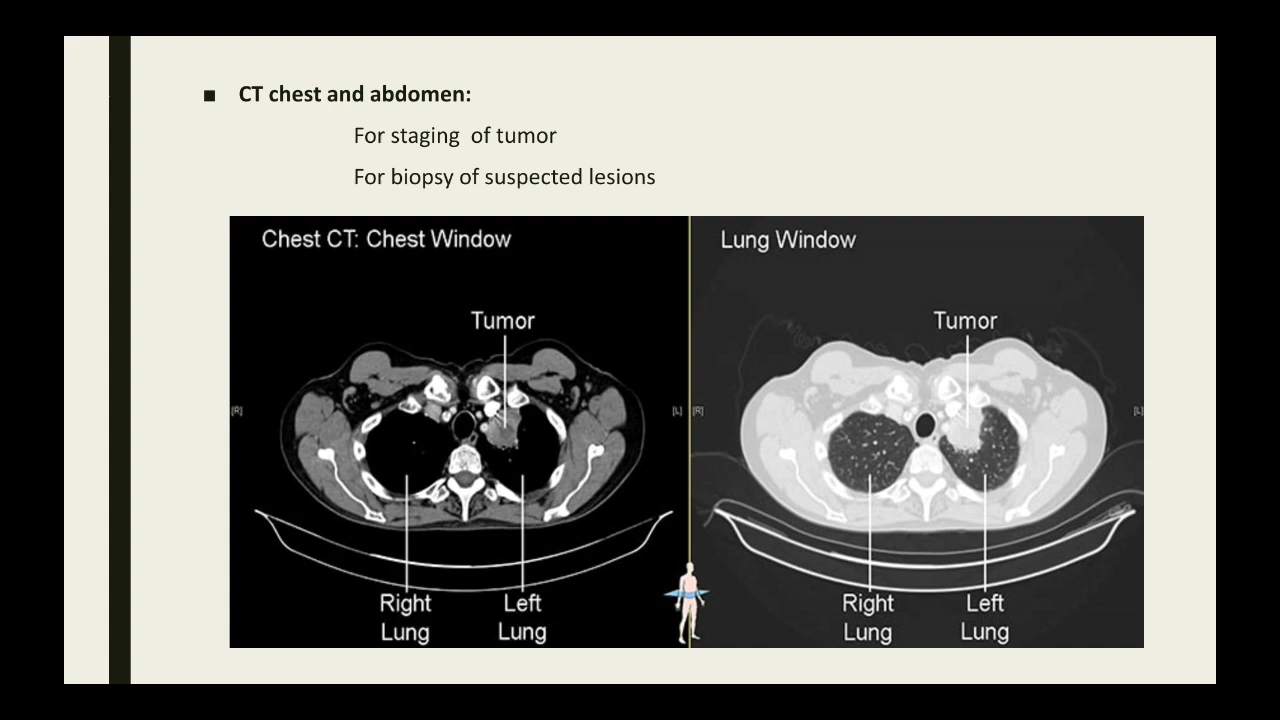 ■ CT chest and abdomen:
For staging of tumor
For biopsy of suspected lesions
Chest CT: Chest Window
Lung Window
Tumor
Tumor
[R]
[L]
[R]
[L]
Right Lung
Left Lung
Right Lung
Left Lung